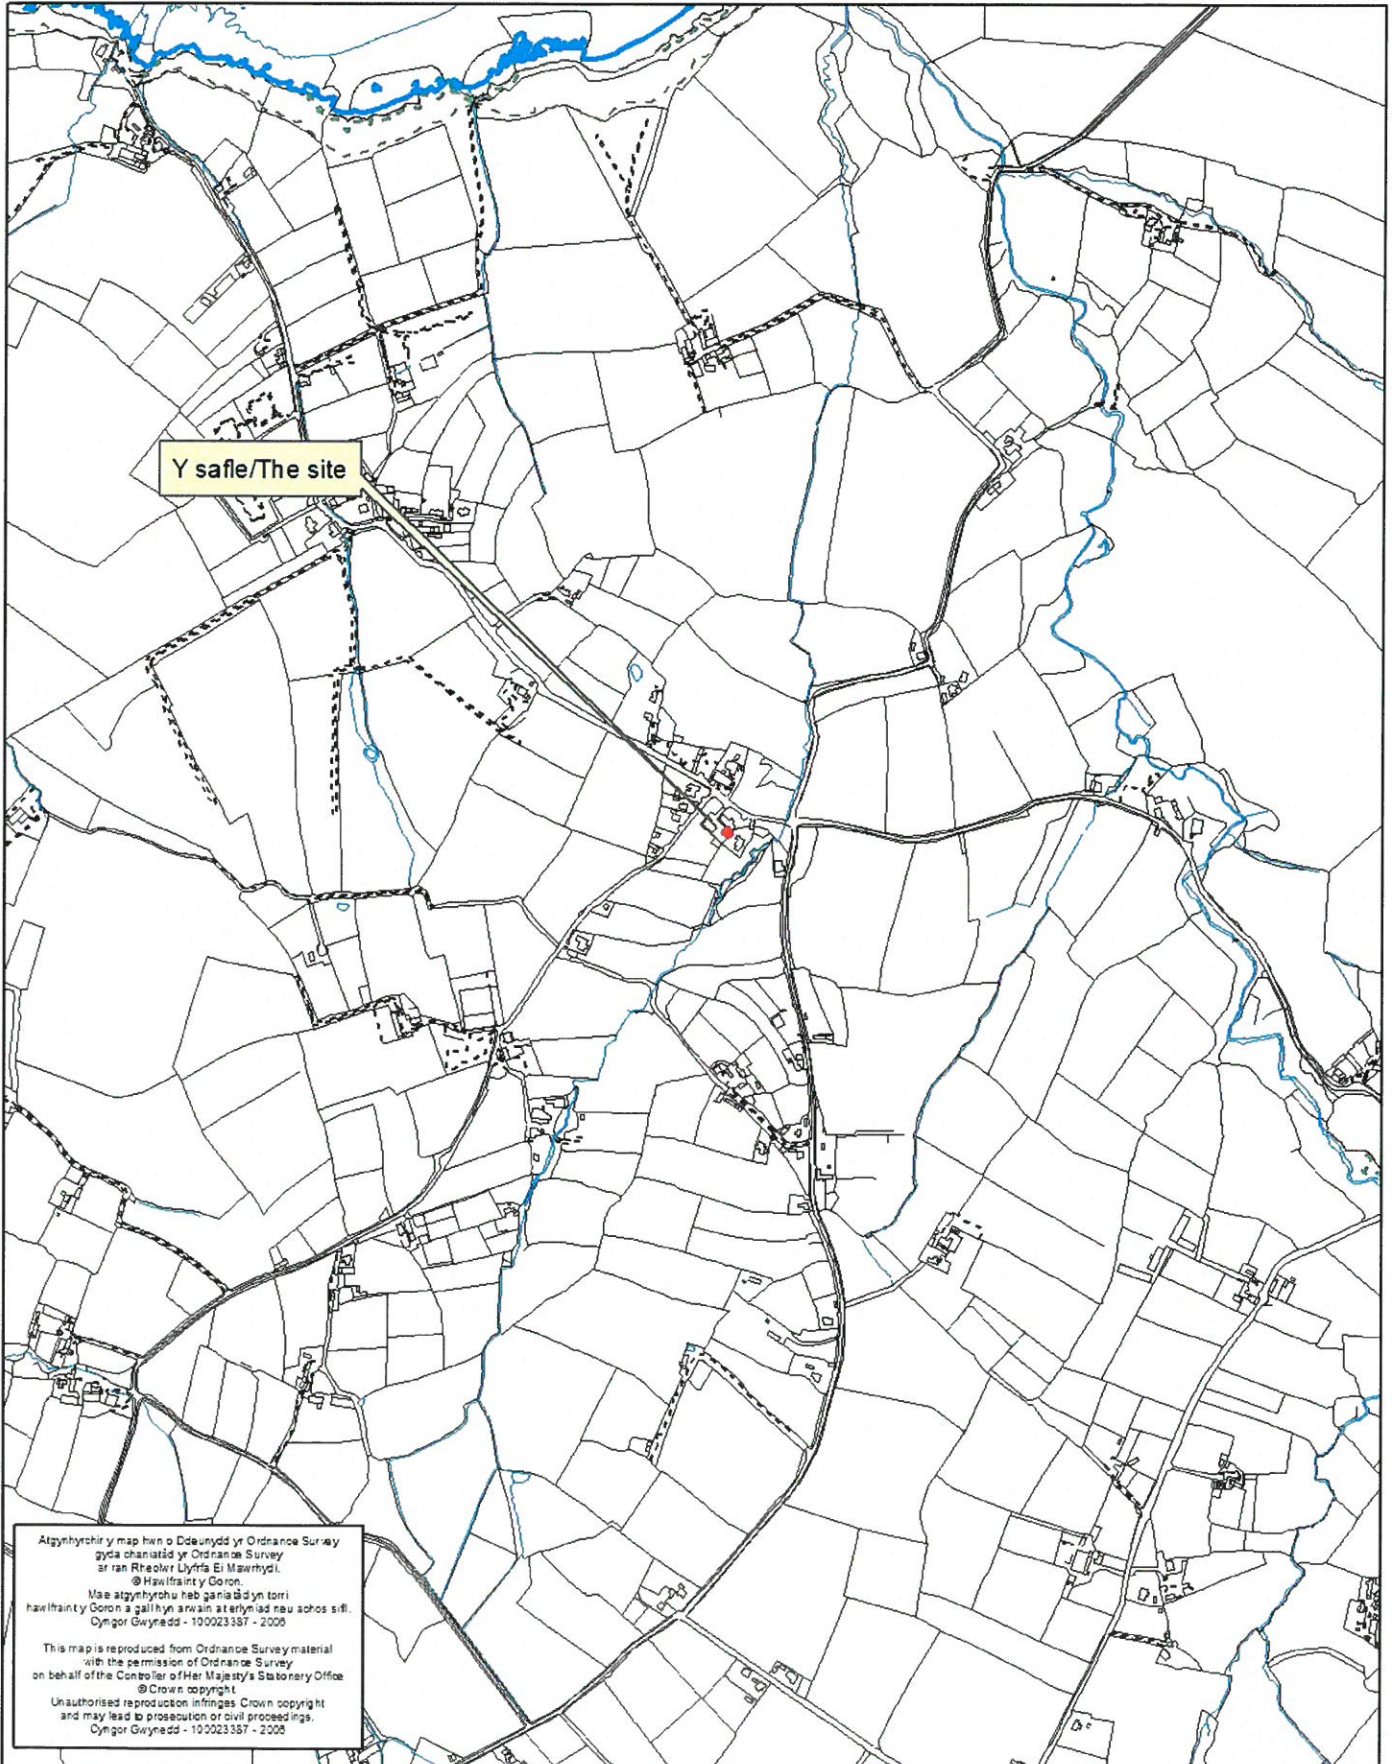 Y safle/The site
Atgynhyrchir y map hwn o Ddeunydd yr Ordnance Survey
gyda chaniatâd yr Ordnance Survey
ar ran Rheolwr Llyfrfa Ei Mawrhydi.
© Hawlfraint y Goron.
Mae atgynhyrchu heb ganiatâd yn torri
hawlfraint y Goron a gall hyn arwain at erlyniad neu achos sifil.
Cyngor Gwynedd - 100023387 - 2006
This map is reproduced from Ordnance Survey material
with the permission of Ordnance Survey
on behalf of the Controller of Her Majesty's Stationery Office
© Crown copyright
Unauthorised reproduction infringes Crown copyright
and may lead to prosecution or civil proceedings.
Cyngor Gwynedd - 100023387 - 2006